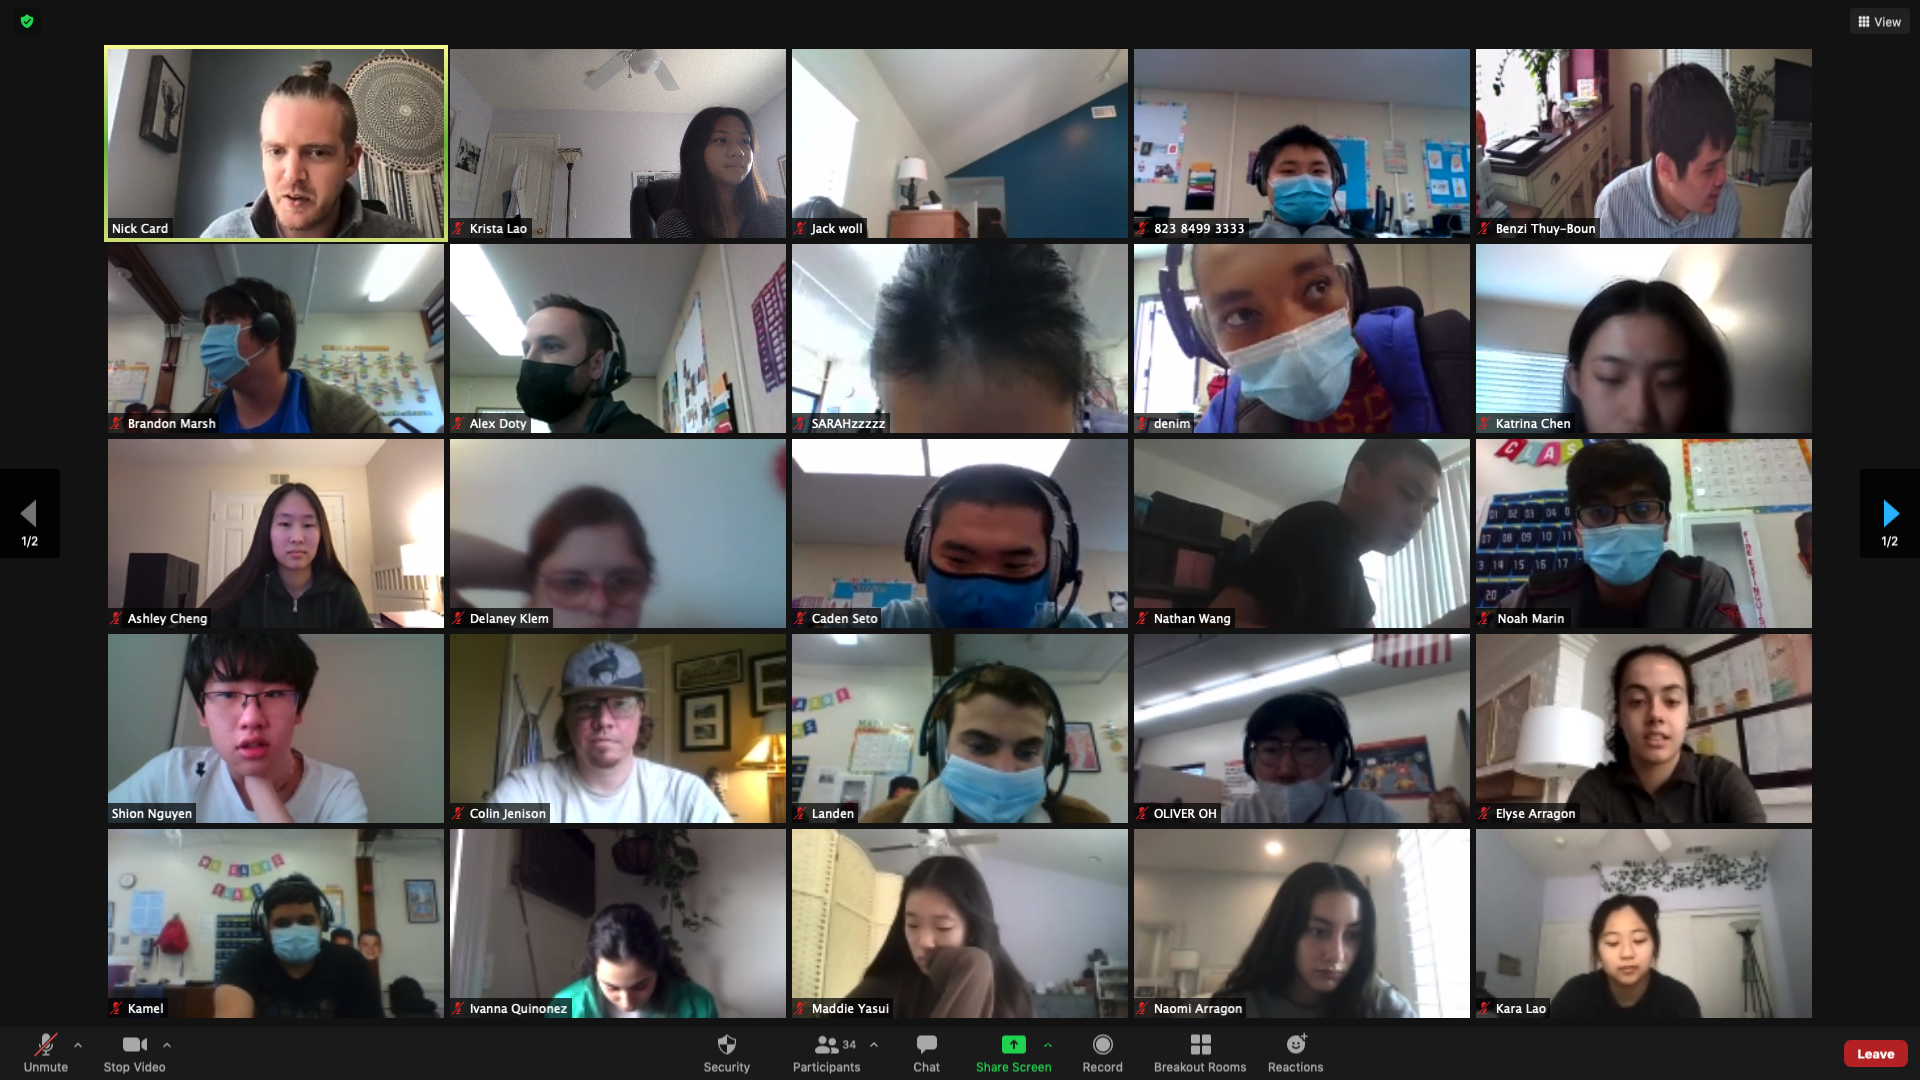 View
Nick Card
Krista Lao
Jack woll
823 8499 3333
Benzi Thuy-Boun
Brandon Marsh
Alex Doty
SARAHzzzzz
denim
Katrina Chen
1/2
1/2
Ashley Cheng
Delaney Klem
Caden Seto
Nathan Wang
Noah Marin
Shion Nguyen
Colin Jenison
Landen
OLIVER OH
Elyse Arragon
Kamel
Ivanna Quinonez
Maddie Yasui
Naomi Arragon
Kara Lao
Unmute
Stop Video
Security
Participants 34
Chat
Share Screen
Record
Breakout Rooms
Reactions
Leave